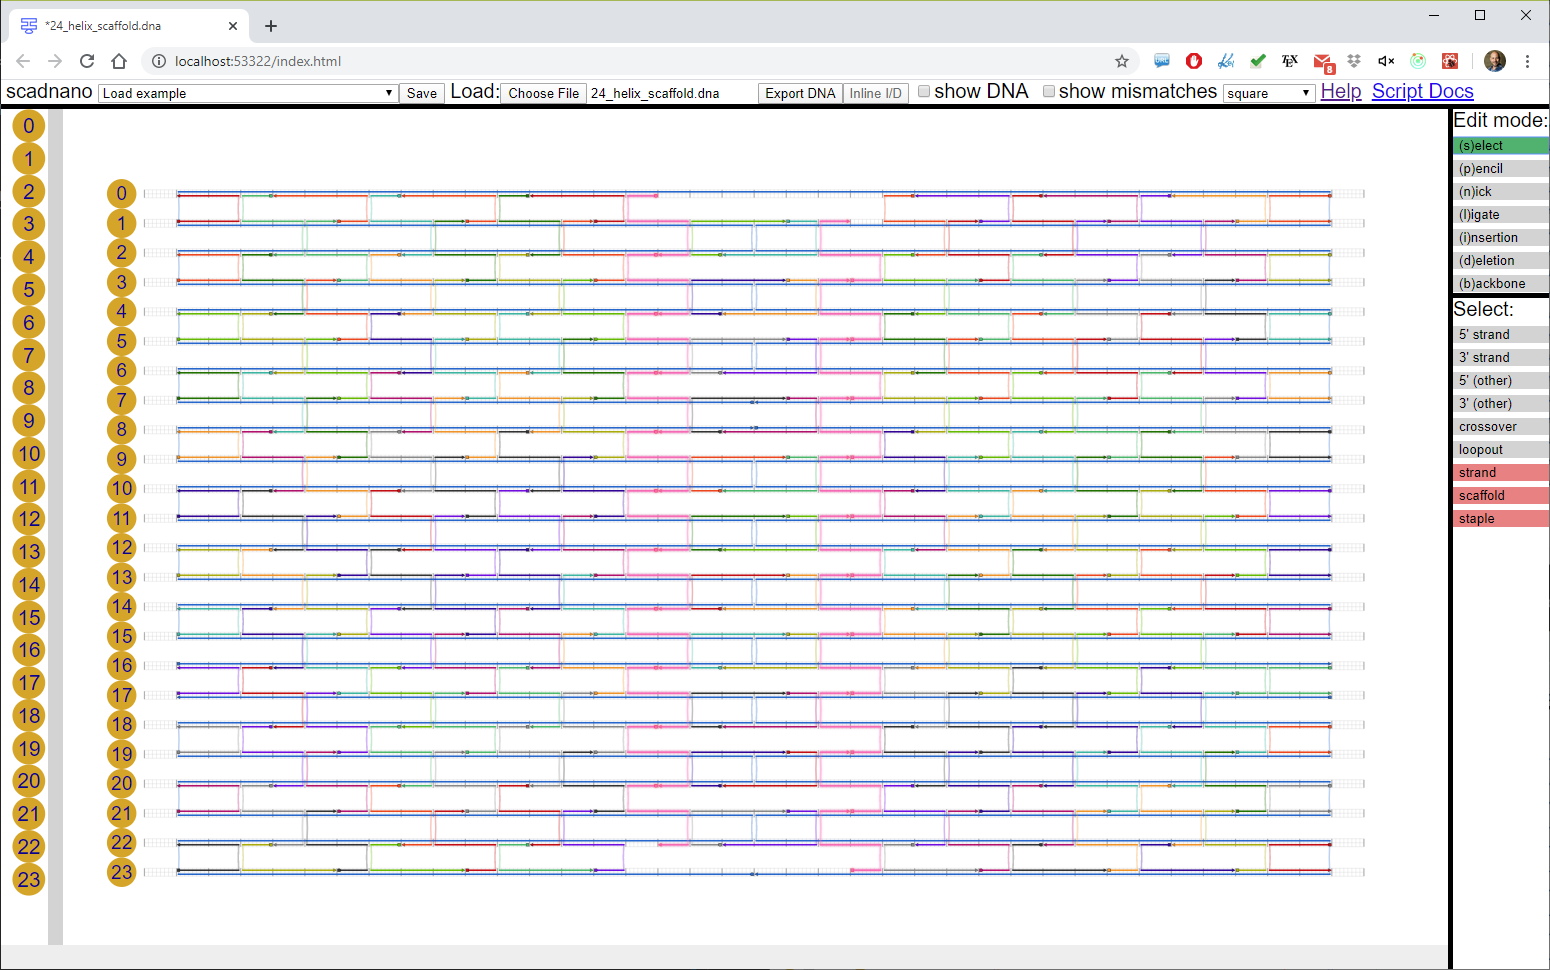 *24_helix_scaffold.dna
localhost:53322/index.html
8
scadnano Load example Save Load: Choose File 24_helix_scaffold.dna Export DNA Inline I/D show DNA show mismatches square Help Script Docs
0
1
2
3
4
5
6
7
8
9
10
11
12
13
14
15
16
17
18
19
20
21
22
23
0
1
2
3
4
5
6
7
8
9
10
11
12
13
14
15
16
17
18
19
20
21
22
23
Edit mode:
(s)elect
(p)encil
(n)ick
(l)igate
(i)nsertion
(d)eletion
(b)ackbone
Select:
5' strand
3' strand
5' (other)
3' (other)
crossover
loopout
strand
scaffold
staple